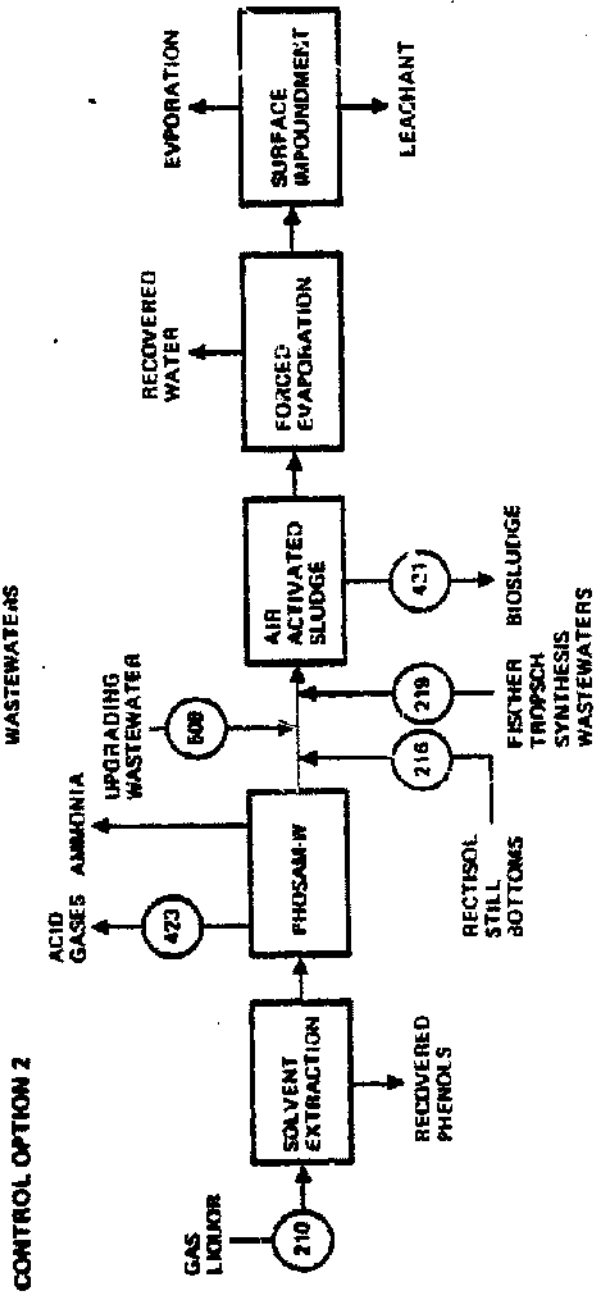 WASTEWATERS
CONTROL OPTION 2
GAS
LIQUOR
210
SOLVENT
EXTRACTION
RECOVERED
PHENOLS
ACID
GASES
423
AMMONIA
PHOSAM-W
UPGRADING
WASTEWATER
RECTISOL
STILL
BOTTOMS
216
219
FISCHER
TROPSCH
SYNTHESIS
WASTEWATERS
AIR
ACTIVATED
SLUDGE
421
BIOSLUDGE
RECOVERED
WATER
FORCED
EVAPORATION
EVPORATION
SURFACE
IMPOUNDMENT
LEACHANT